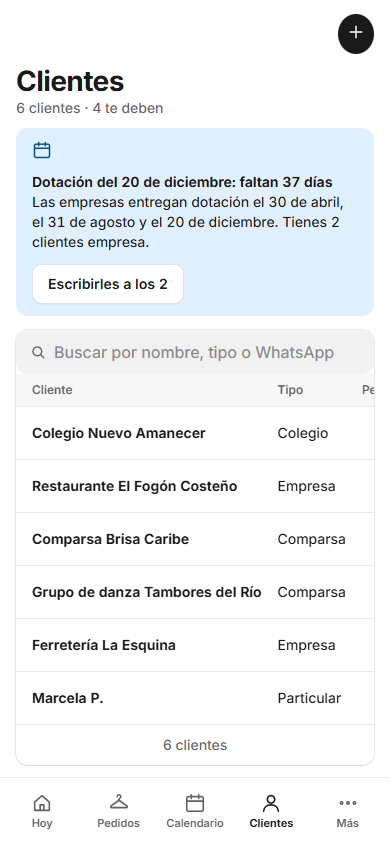 Clientes
6 clientes · 4 te deben
Dotación del 20 de diciembre: faltan 37 días
Las empresas entregan dotación el 30 de abril,
el 31 de agosto y el 20 de diciembre. Tienes 2
clientes empresa.
Escribirles a los 2
Buscar por nombre, tipo o WhatsApp
Cliente Tipo Pe
Colegio Nuevo Amanecer Colegio
Restaurante El Fogón Costeño Empresa
Comparsa Brisa Caribe Comparsa
Grupo de danza Tambores del Río Comparsa
Ferretería La Esquina Empresa
Marcela P. Particular
6 clientes
Hoy Pedidos Calendario Clientes Más